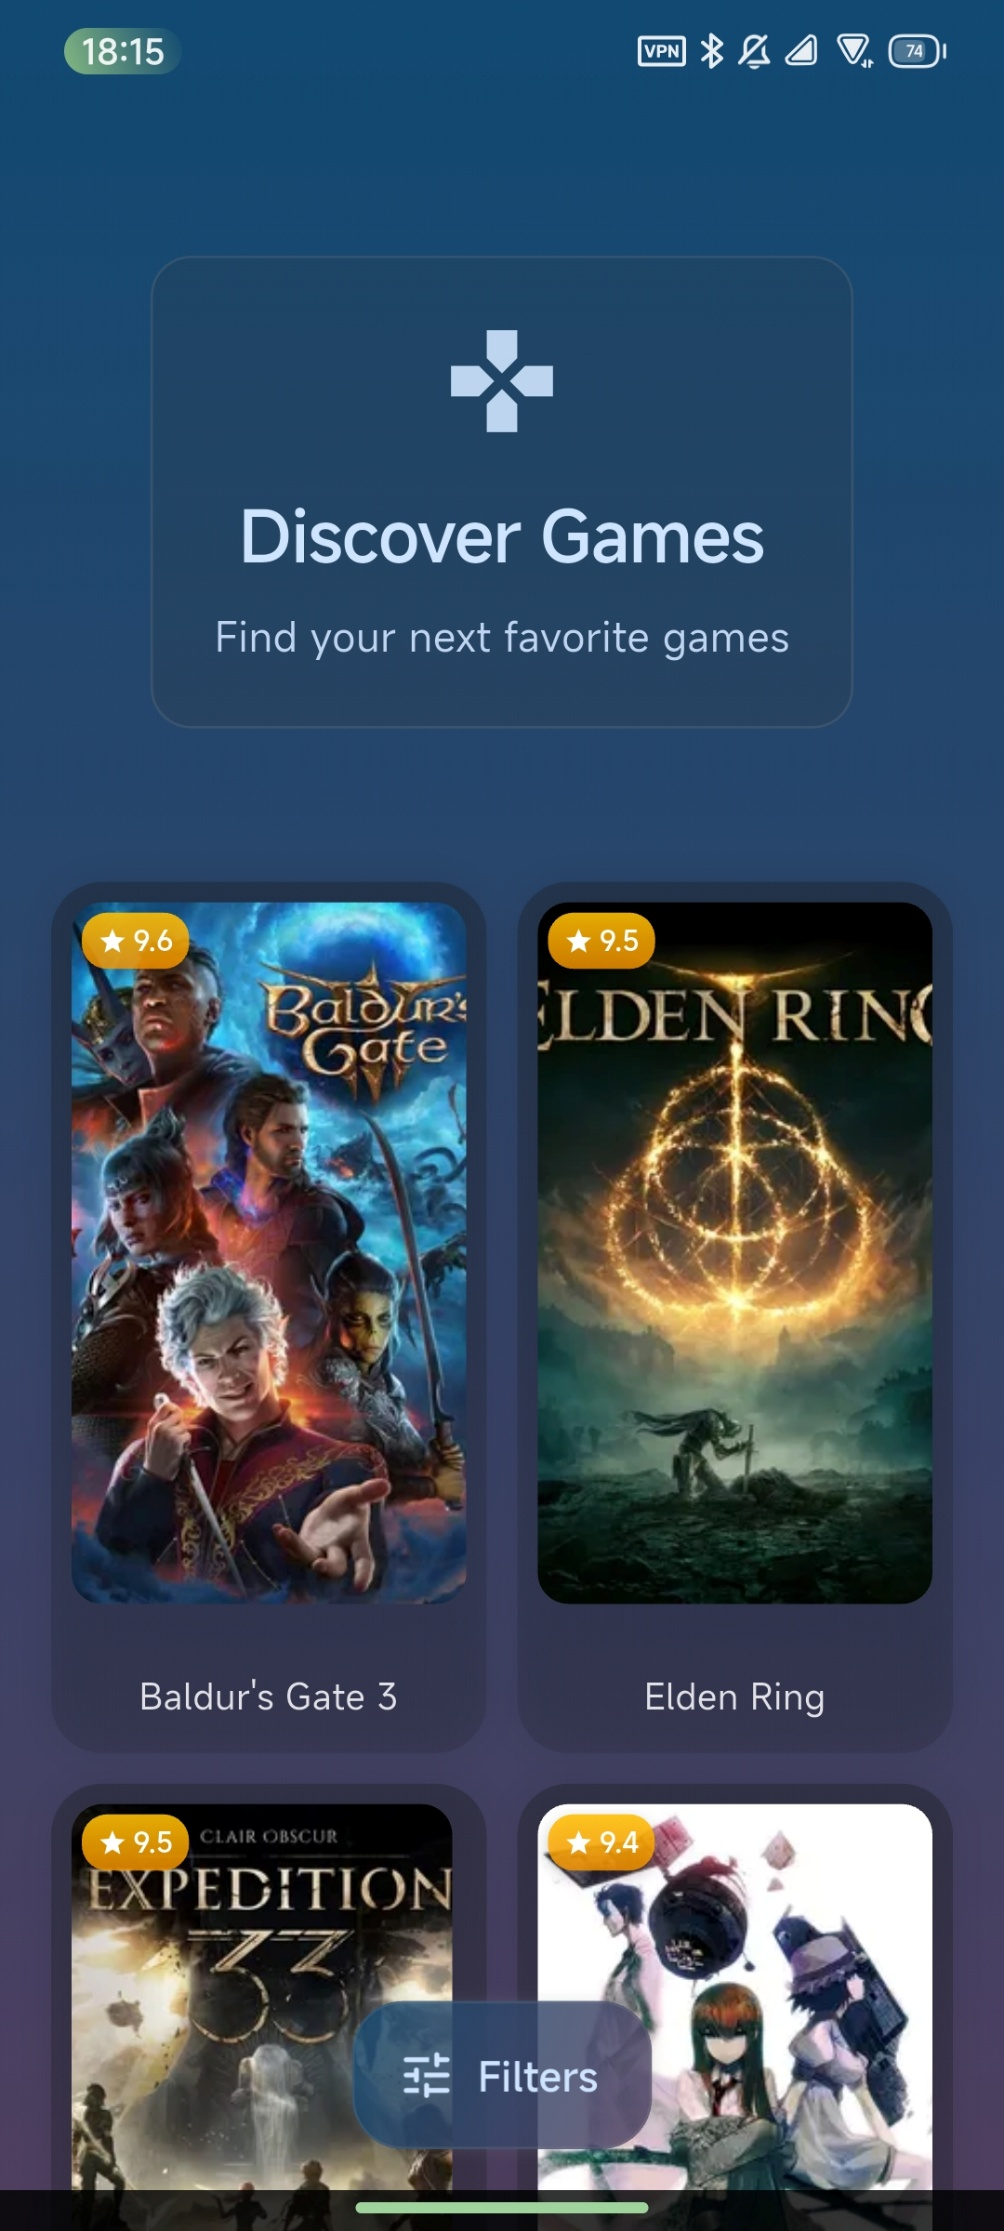 18:15
VPN
74
Discover Games
Find your next favorite games
9.6
Baldur's
Gate
9.5
ELDEN RING
Baldur's Gate 3
Elden Ring
9.5
CLAIR OBSCUR
EXPEDITION
33
9.4
Filters